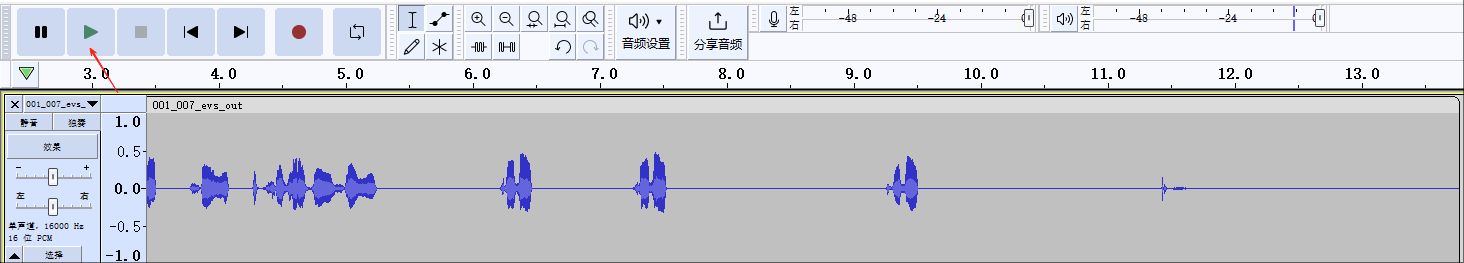 左 右 -48 -24 0
左 右 -48 -24 0
音频设置
分享音频
3.0 4.0 5.0 6.0 7.0 8.0 9.0 10.0 11.0 12.0 13.0
001_007_evs_
001_007_evs_out
静音 独奏
效果
- +
左 右
单声道, 16000 Hz
16 位 PCM
选择
1.0
0.5
0.0
-0.5
-1.0